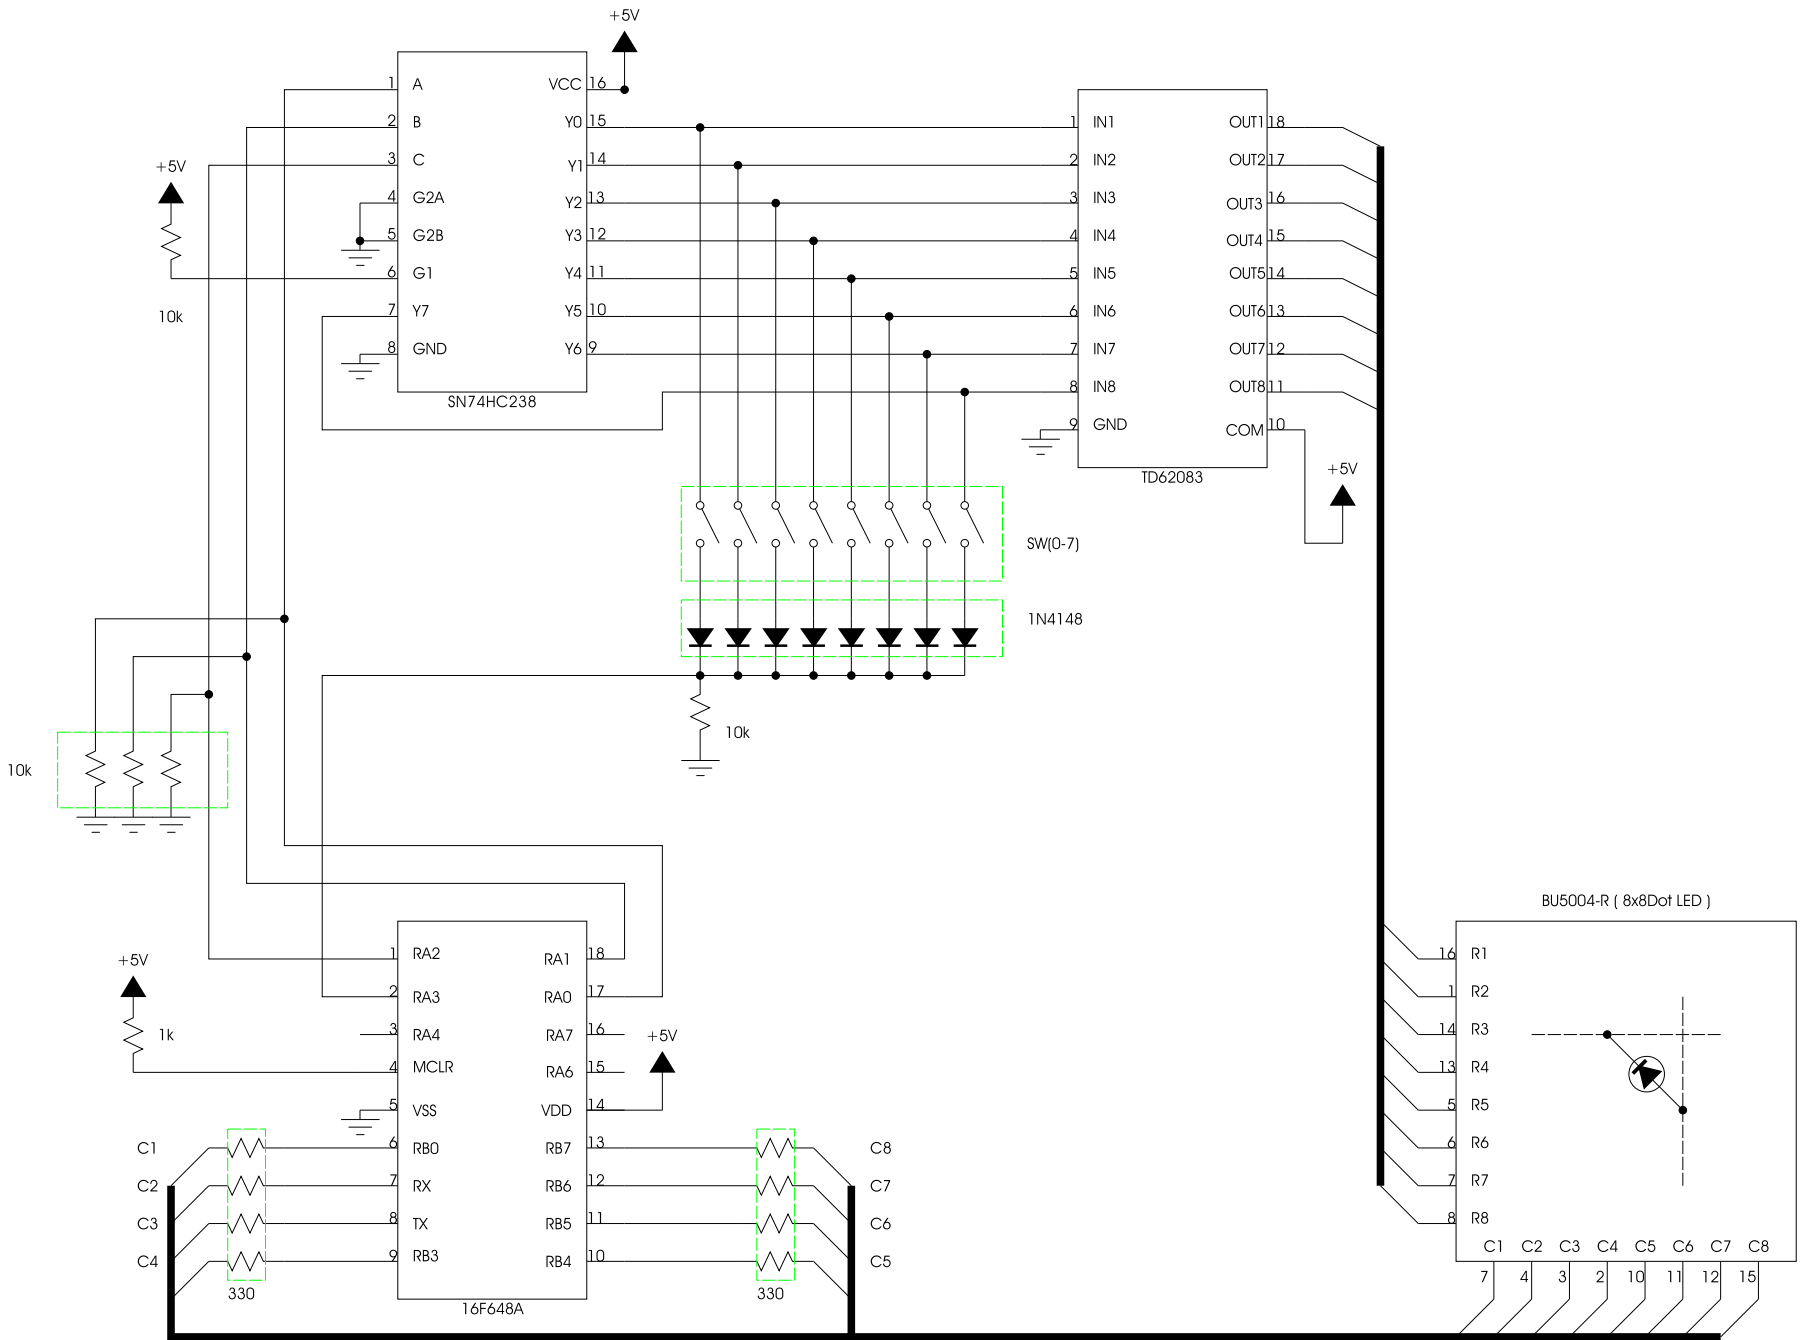 +5V
1 A VCC 16
2 B Y0 15
3 C Y1 14
4 G2A Y2 13
5 G2B Y3 12
6 G1 Y4 11
7 Y7 Y5 10
8 GND Y6 9
SN74HC238
+5V
10k
1 IN1 OUT1 18
2 IN2 OUT2 17
3 IN3 OUT3 16
4 IN4 OUT4 15
5 IN5 OUT5 14
6 IN6 OUT6 13
7 IN7 OUT7 12
8 IN8 OUT8 11
9 GND COM 10
TD62083
+5V
SW(0-7)
1N4148
10k
10k
+5V
1k
1 RA2 RA1 18
2 RA3 RA0 17
3 RA4 RA7 16
4 MCLR RA6 15
5 VSS VDD 14
6 RB0 RB7 13
7 RX RB6 12
8 TX RB5 11
9 RB3 RB4 10
16F648A
+5V
C1
C2
C3
C4
330
C8
C7
C6
C5
330
BU5004-R ( 8x8Dot LED )
16 R1
1 R2
14 R3
13 R4
5 R5
6 R6
7 R7
8 R8
C1 C2 C3 C4 C5 C6 C7 C8
7 4 3 2 10 11 12 15